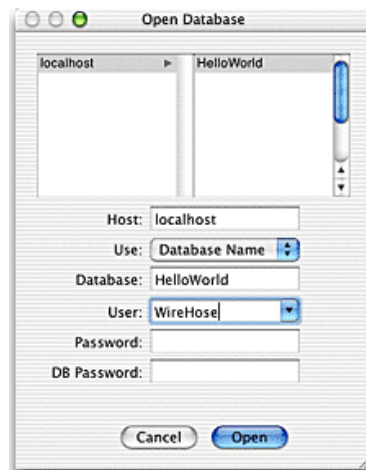 Open Database
localhost HelloWorld
Host: localhost
Use: Database Name
Database: HelloWorld
User: WireHose
Password:
DB Password:
Cancel Open